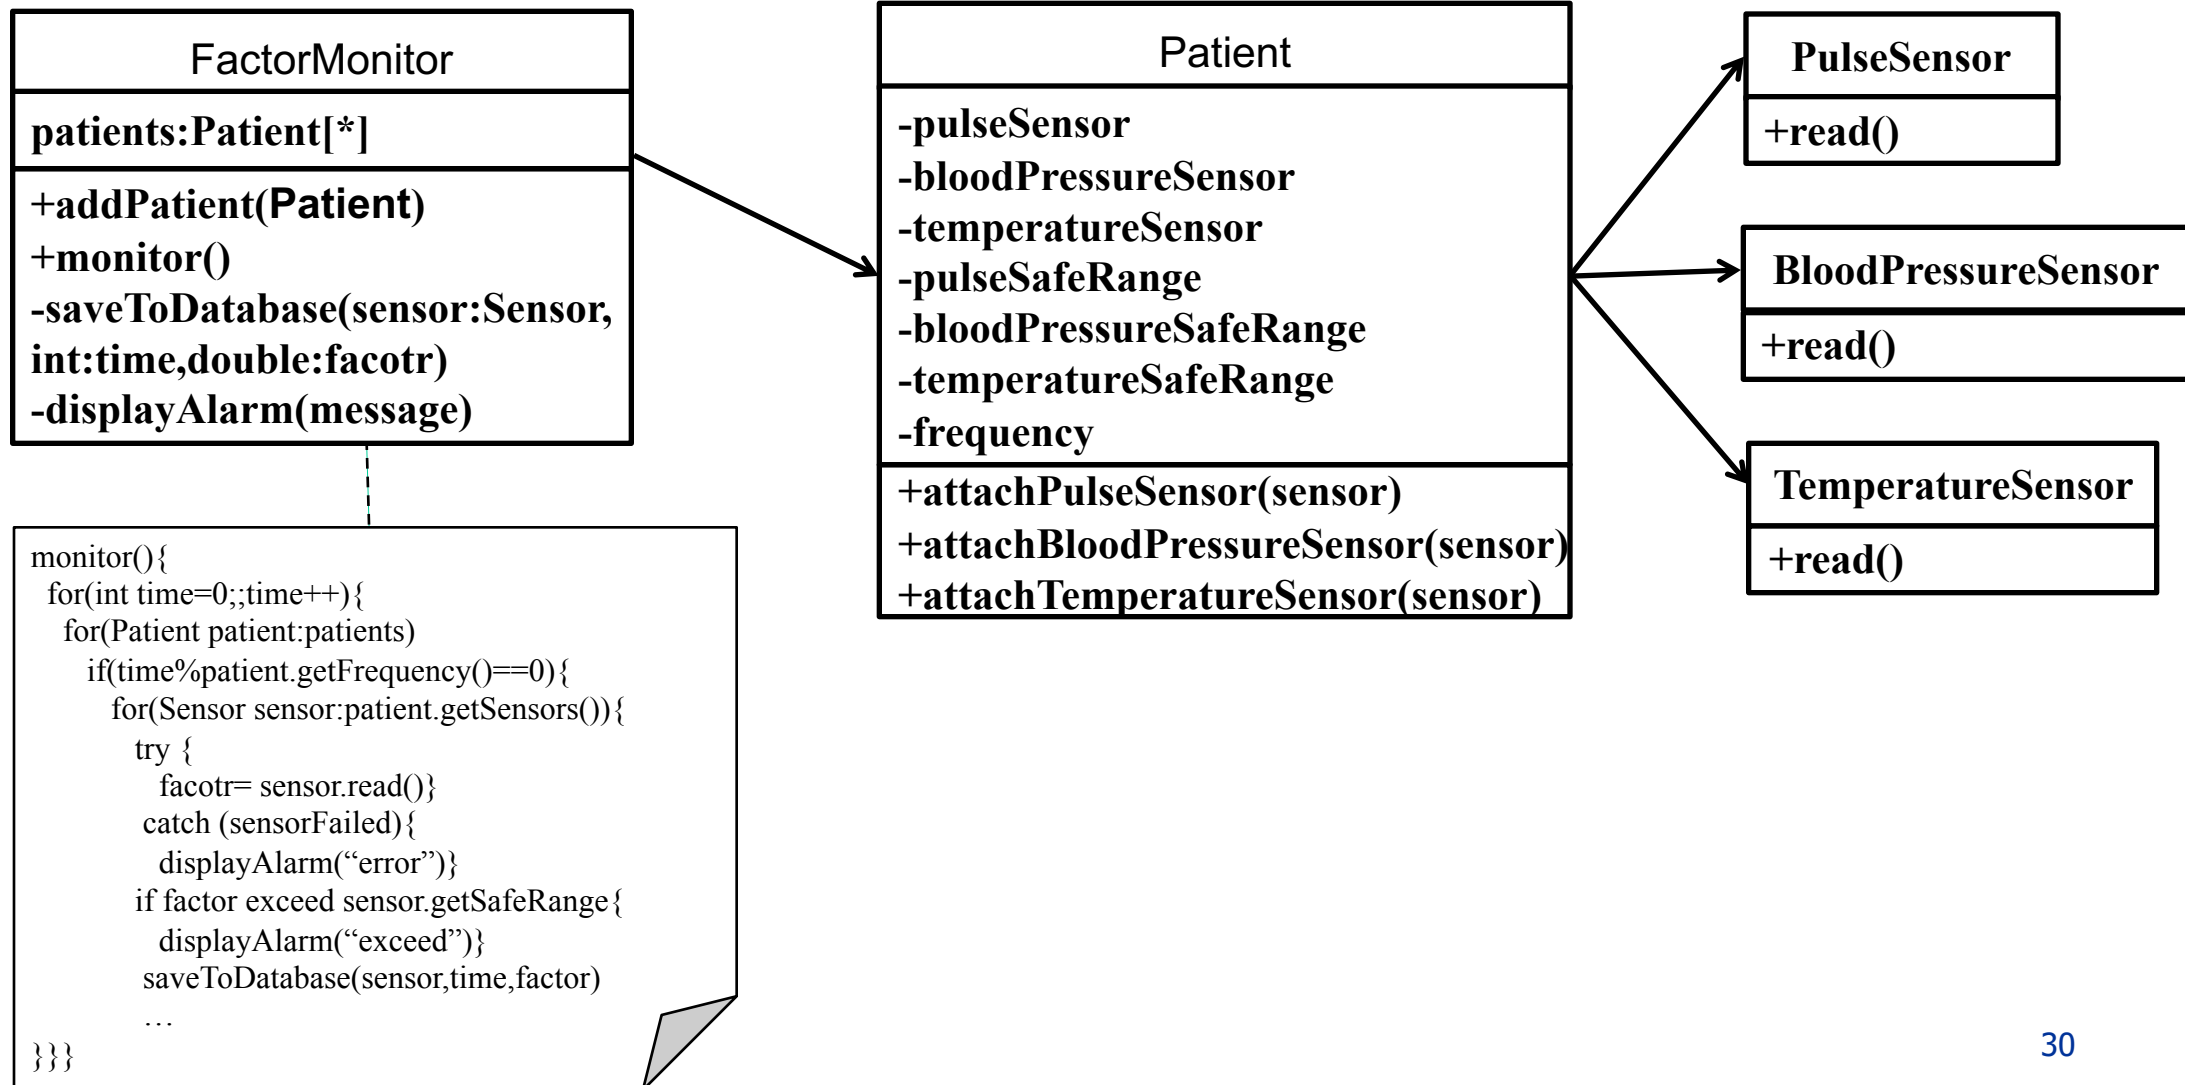 FactorMonitor
patients:Patient[*]
+addPatient(Patient)
+monitor()
-saveToDatabase(sensor:Sensor,
int:time,double:facotr)
-displayAlarm(message)
monitor(){
for(int time=0;;time++){
for(Patient patient:patients)
if(time%patient.getFrequency()==0){
for(Sensor sensor:patient.getSensors()){
try {
facotr= sensor.read()}
catch (sensorFailed){
displayAlarm(“error”)}
if factor exceed sensor.getSafeRange{
displayAlarm(“exceed”)}
saveToDatabase(sensor,time,factor)
…
}}}
Patient
-pulseSensor
-bloodPressureSensor
-temperatureSensor
-pulseSafeRange
-bloodPressureSafeRange
-temperatureSafeRange
-frequency
+attachPulseSensor(sensor)
+attachBloodPressureSensor(sensor)
+attachTemperatureSensor(sensor)
PulseSensor
+read()
BloodPressureSensor
+read()
TemperatureSensor
+read()
30